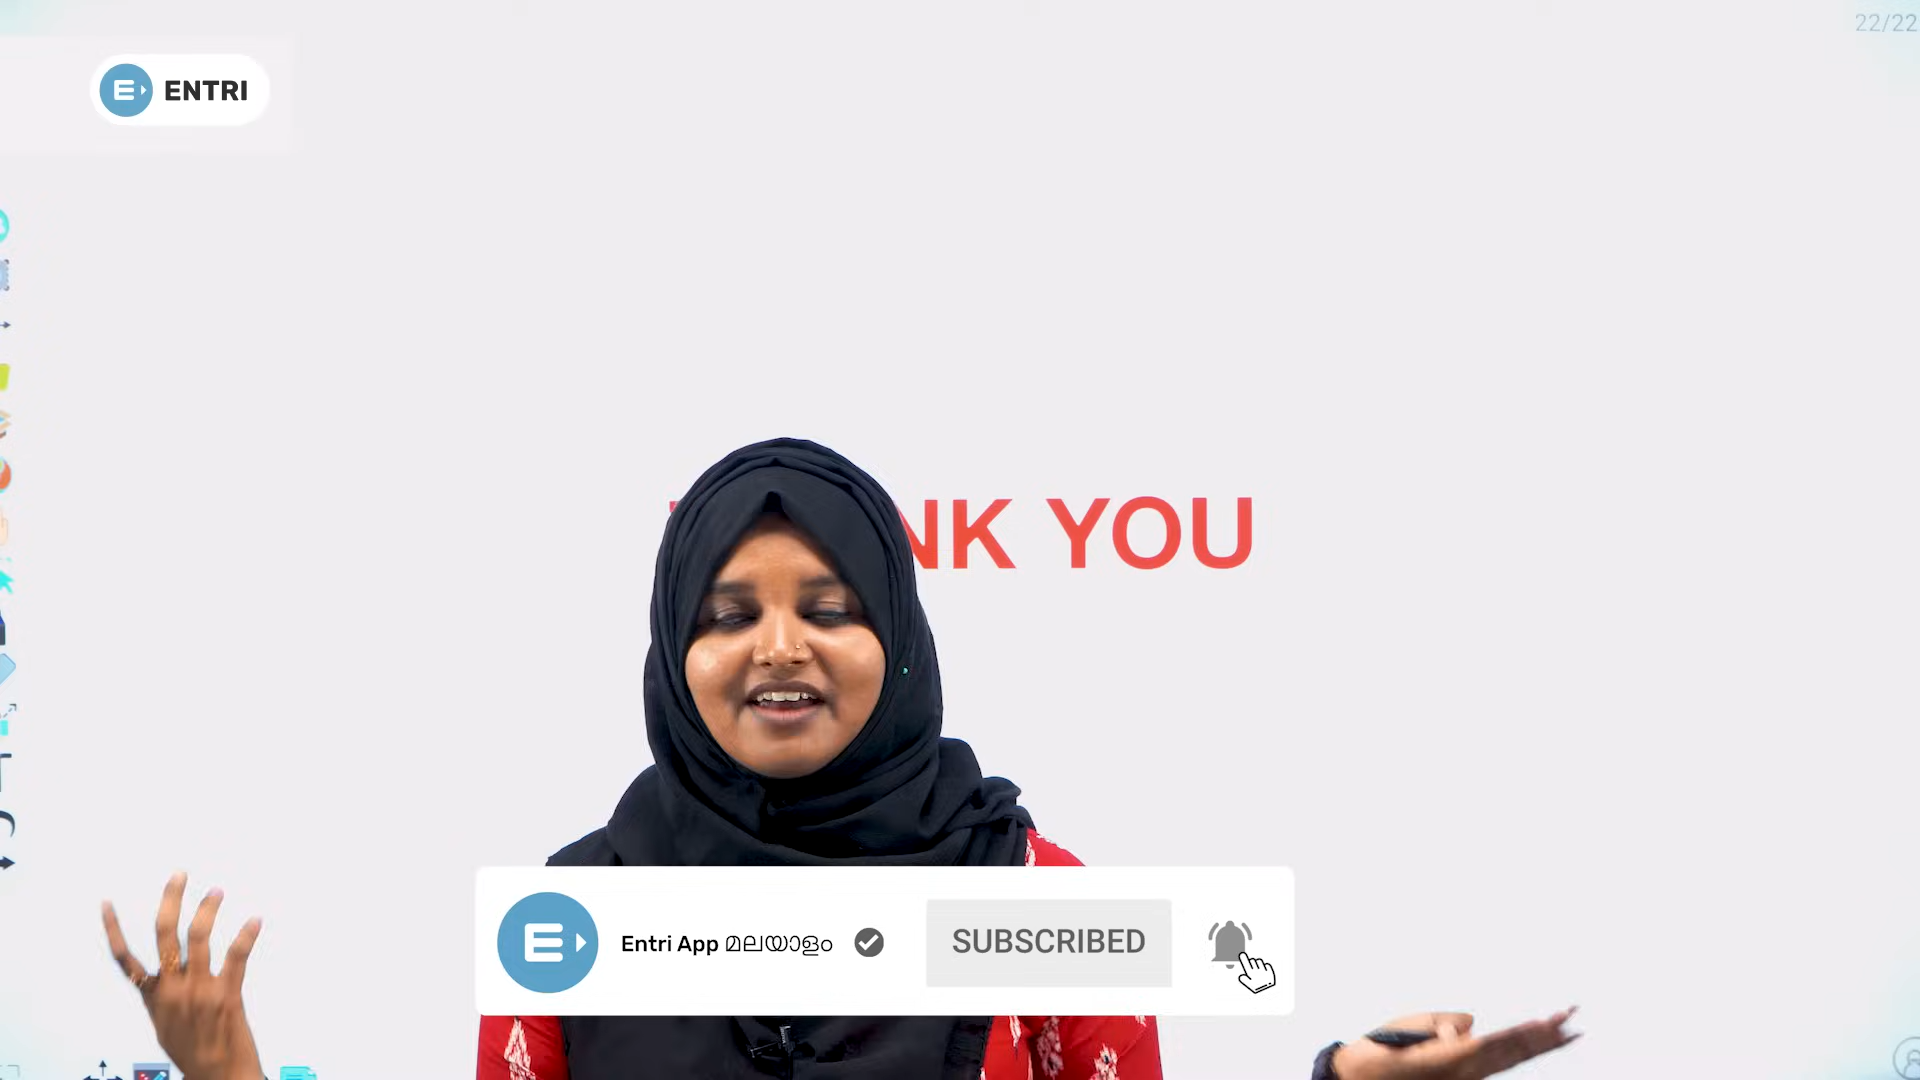 22/22
ENTRI
NK YOU
Entri App മലയാളം
SUBSCRIBED